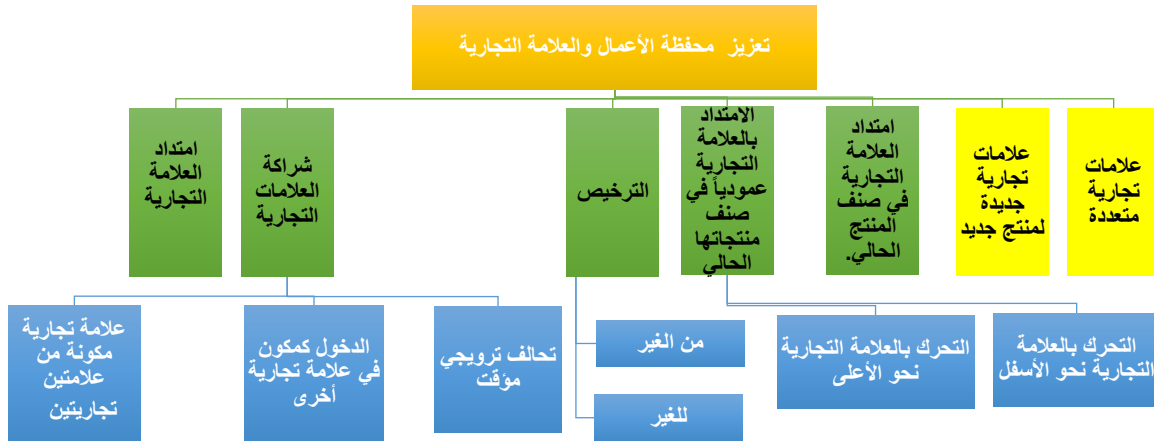 تعزيز محفظة الأعمال والعلامة التجارية
علامات
تجارية
متعددة
علامات
تجارية
جديدة
لمنتج جديد
امتداد
العلامة
التجارية
في صنف
المنتج
الحالي.
الامتداد
بالعلامة
التجارية
عمودياً في
صنف
منتجاتها
الحالي
الترخيص
شراكة
العلامات
التجارية
امتداد
العلامة
التجارية
التحرك بالعلامة
التجارية نحو الأسفل
التحرك بالعلامة التجارية
نحو الأعلى
من الغير
للغير
تحالف ترويجي
مؤقت
الدخول كمكون
في علامة تجارية
أخرى
علامة تجارية
مكونة من
علامتين
تجاريتين